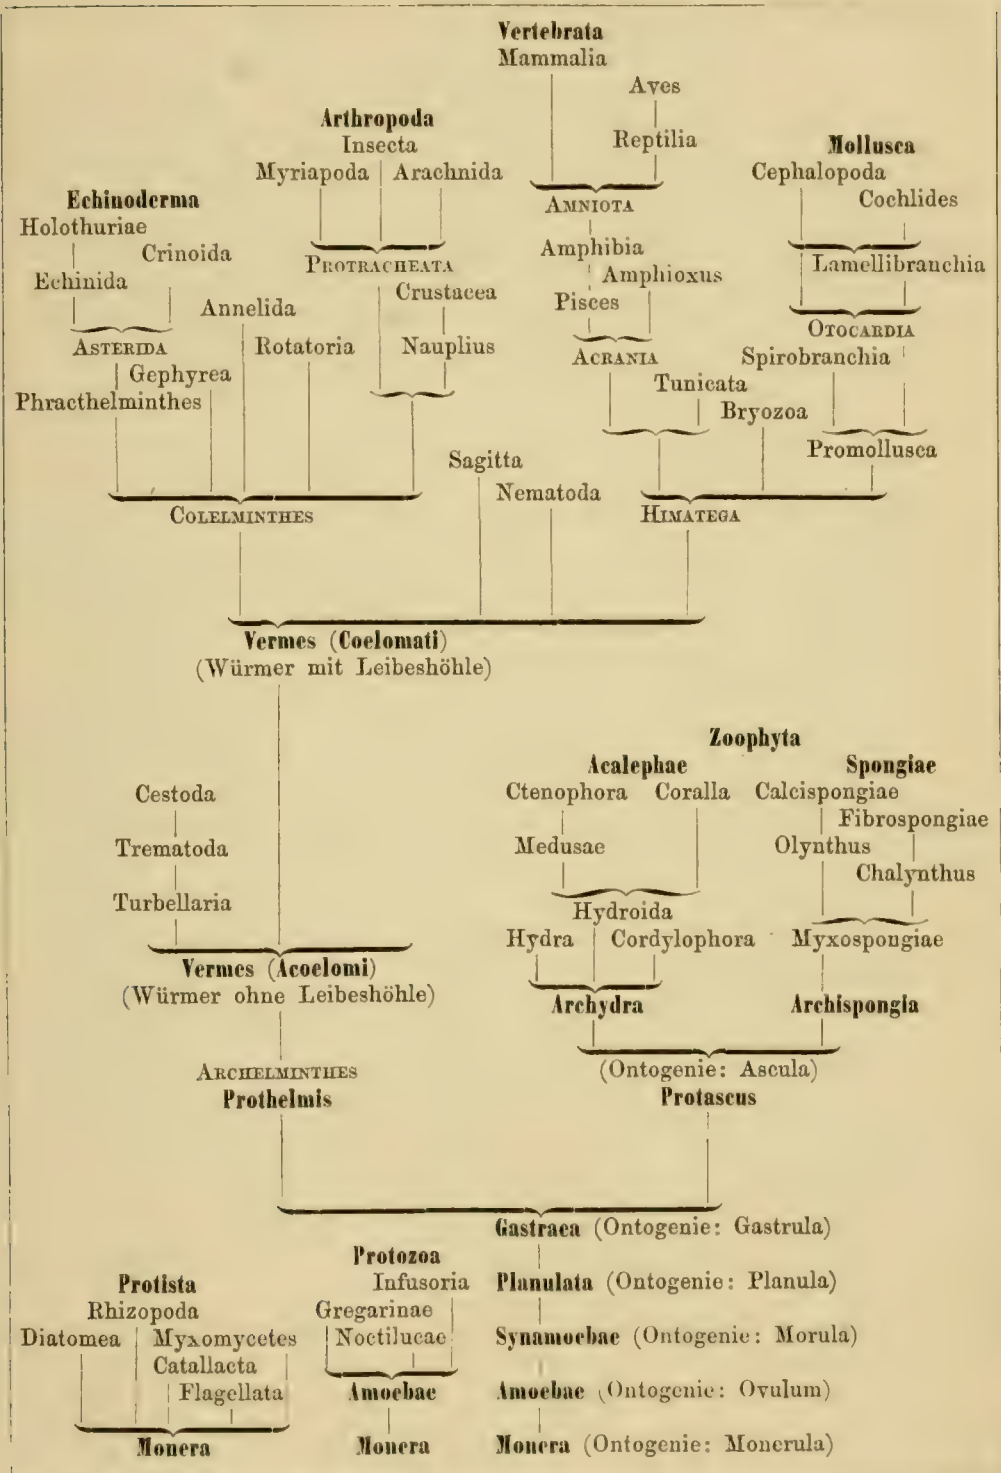 Vertebrata
Mammalia
Aves
Arthropoda
Insecta
Reptilia
Mollusca
Myriapoda Arachnida
Cephalopoda
Echinoderma
Amniota
Cochlides
Holothuriae
Crinoida
Protracheata
Amphibia
Lamellibranchia
Echinida
Crustacea
Amphioxus
Annelida
Pisces
Otocardia
Asterida
Rotatoria
Nauplius
Acrania
Spirobranchia
Gephyrea
Tunicata
Phracthelminthes
Bryozoa
Sagitta
Promollusca
Nematoda
Colelminthes
Himatega
Vermes (Coelomati)
(Würmer mit Leibeshöhle)
Zoophyta
Acalephae
Spongiae
Cestoda
Ctenophora Coralla
Calcispongiae
Fibrospongiae
Trematoda
Medusae
Olynthus
Chalynthus
Turbellaria
Hydroida
Hydra Cordylophora
Myxospongiae
Vermes (Acoelomi)
(Würmer ohne Leibeshöhle)
Archydra
Archispongia
Archelminthes
(Ontogenie: Ascula)
Prothelmis
Protascus
Gastraea (Ontogenie: Gastrula)
Protozoa
Protista
Infusoria
Planulata (Ontogenie: Planula)
Rhizopoda
Gregarinae
Diatomea Myxomycetes
Noctilucae
Synamoebae (Ontogenie: Morula)
Catallacta
Flagellata
Amoebae
Amoebae (Ontogenie: Ovulum)
Monera
Monera
Monera (Ontogenie: Monerula)